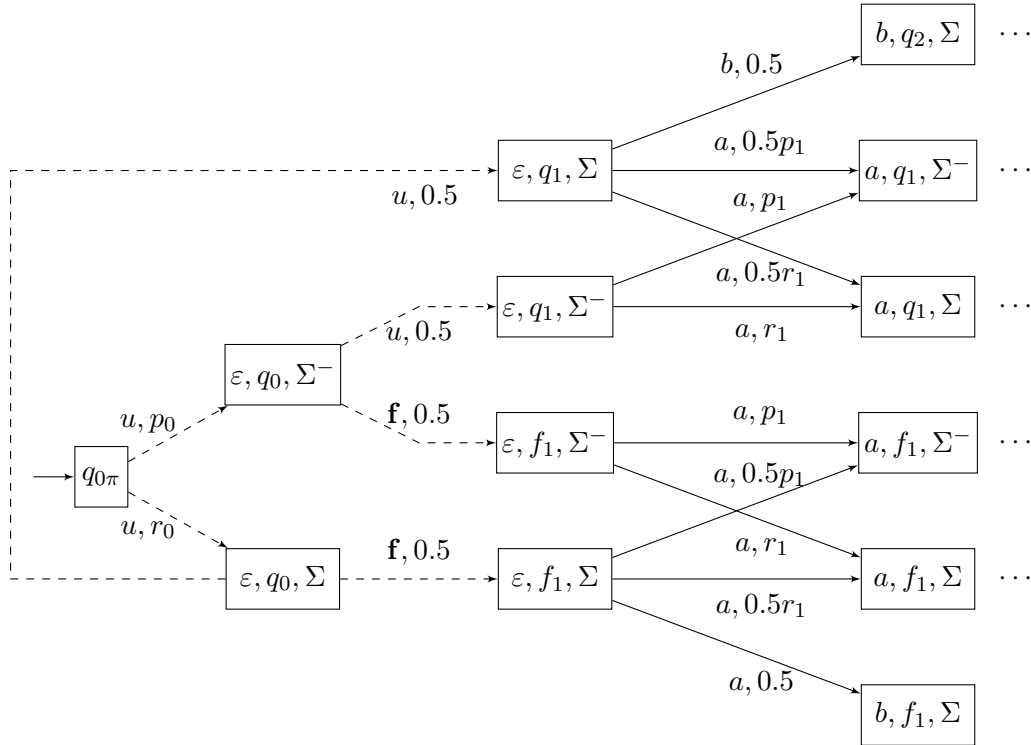 b, q₂, Σ ⋯
b, 0.5
a, 0.5p₁
ε, q₁, Σ
a, q₁, Σ⁻ ⋯
u, 0.5
a, p₁
a, 0.5r₁
ε, q₁, Σ⁻
a, q₁, Σ ⋯
u, 0.5
a, r₁
ε, q₀, Σ⁻
u, p₀
f, 0.5
a, p₁
ε, f₁, Σ⁻
a, f₁, Σ⁻ ⋯
q₀π
a, 0.5p₁
u, r₀
a, r₁
f, 0.5
ε, q₀, Σ
ε, f₁, Σ
a, f₁, Σ ⋯
a, 0.5r₁
a, 0.5
b, f₁, Σ